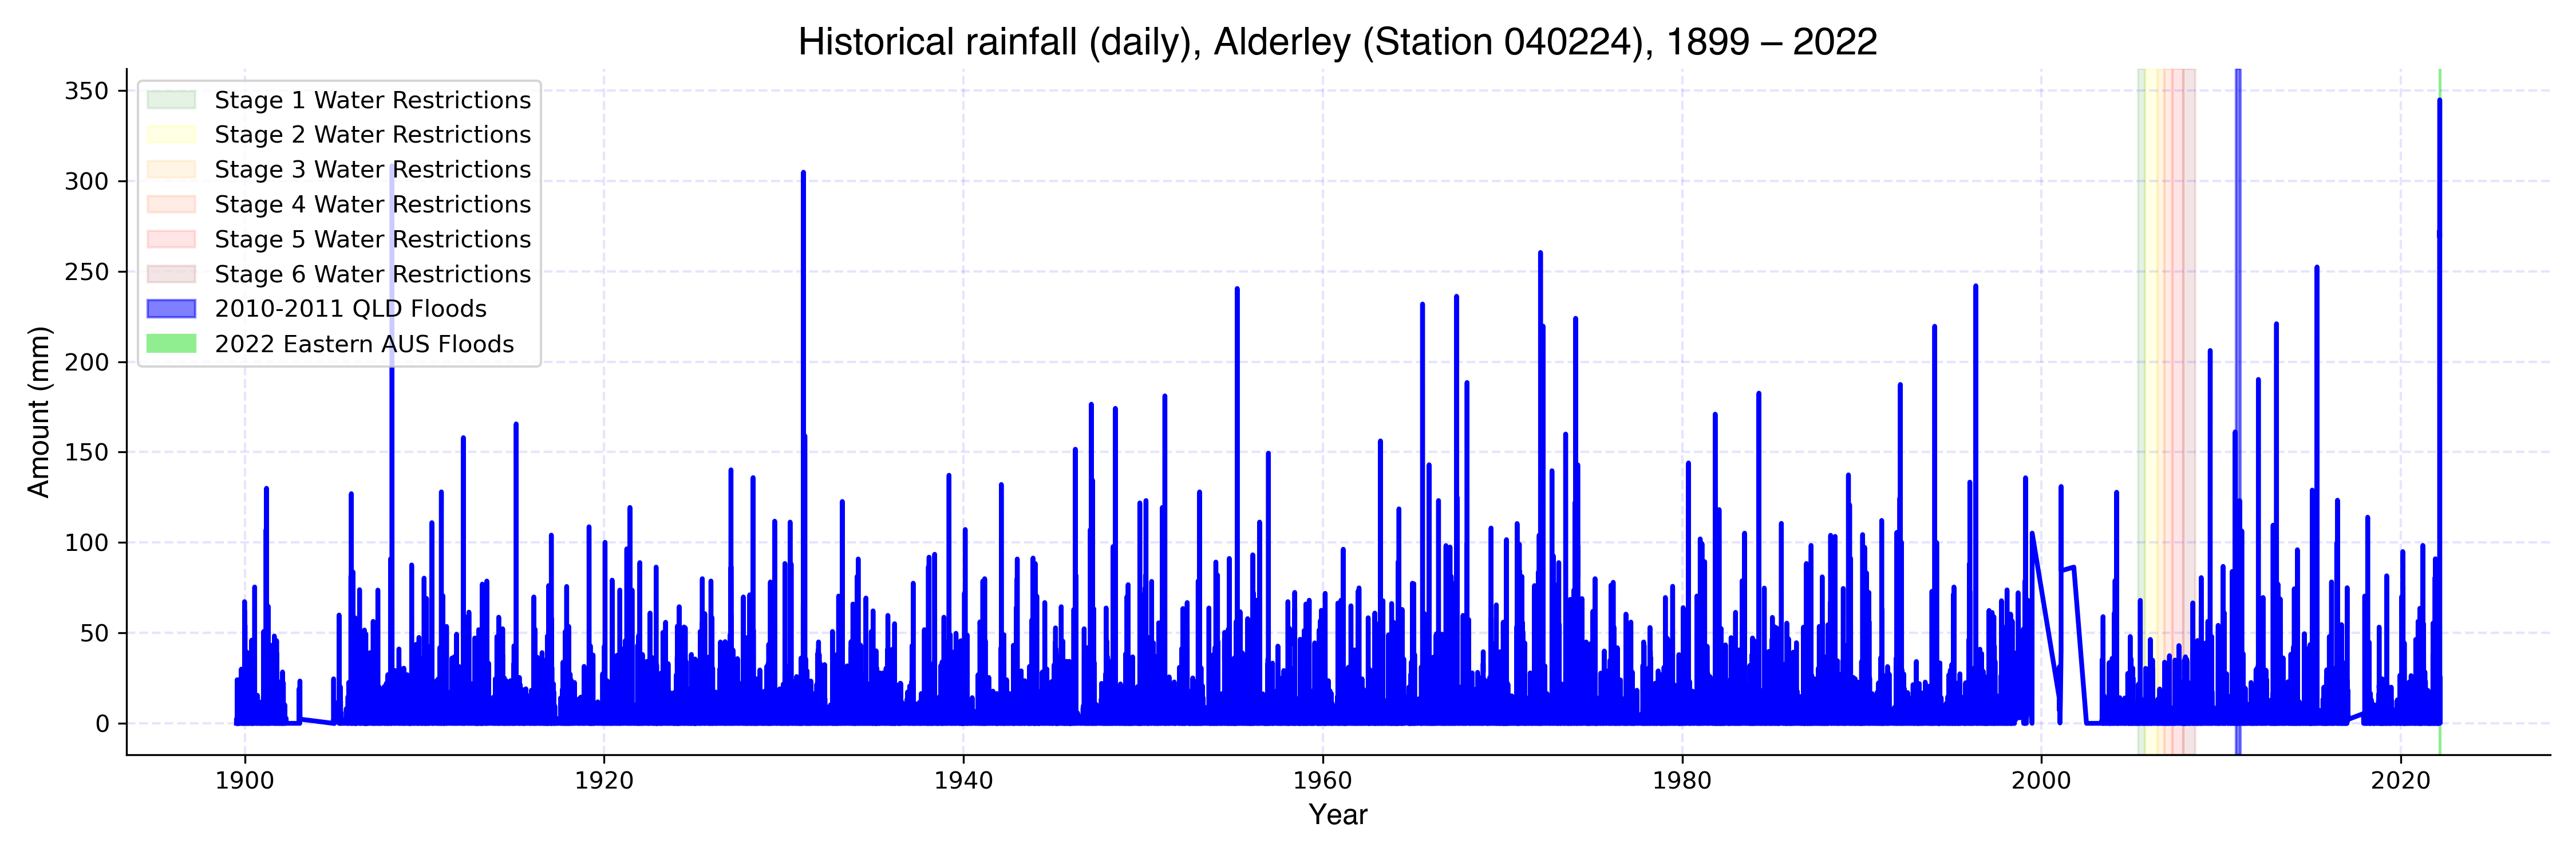 Historical rainfall (daily), Alderley (Station 040224), 1899 – 2022
350
300
250
200
150
100
50
0
Amount (mm)
Stage 1 Water Restrictions
Stage 2 Water Restrictions
Stage 3 Water Restrictions
Stage 4 Water Restrictions
Stage 5 Water Restrictions
Stage 6 Water Restrictions
2010-2011 QLD Floods
2022 Eastern AUS Floods
1900
1920
1940
1960
1980
2000
2020
Year